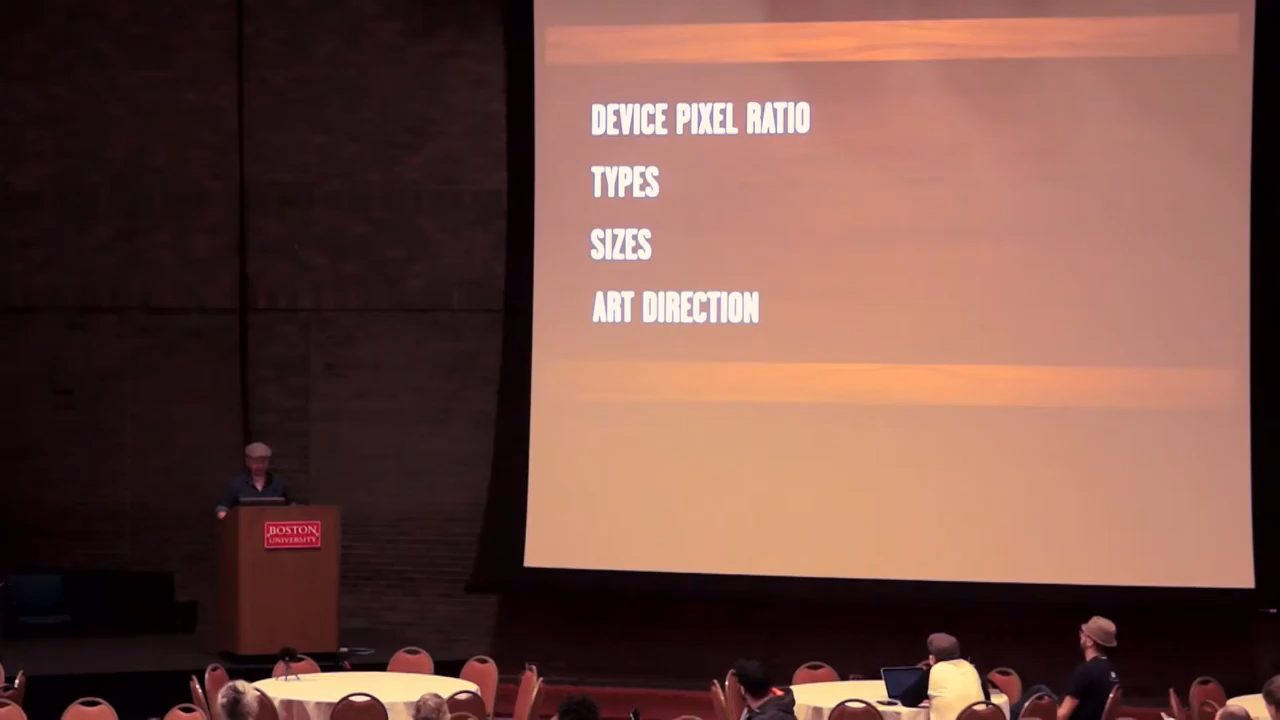 DEVICE PIXEL RATIO
TYPES
SIZES
ART DIRECTION
BOSTON
UNIVERSITY